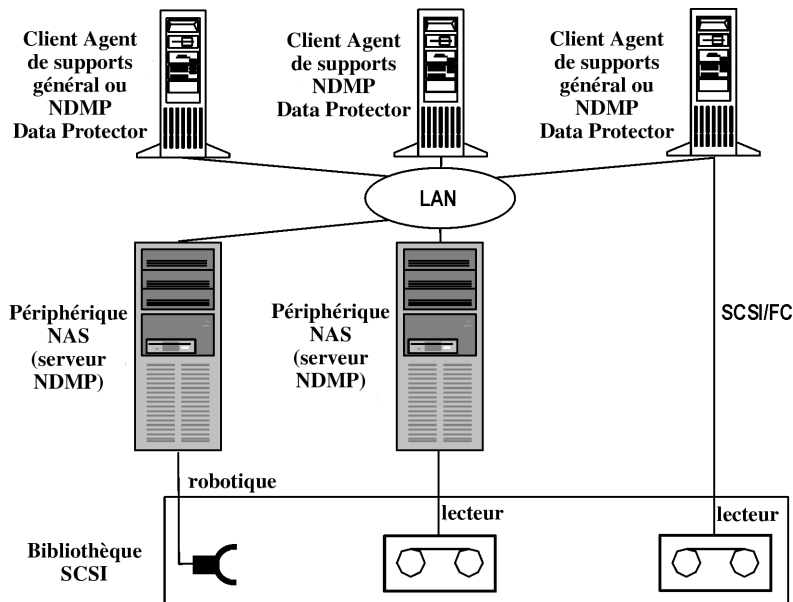 Client Agent
de supports
général ou
NDMP
Data Protector
Client Agent
de supports
NDMP
Data Protector
Client Agent
de supports
général ou
NDMP
Data Protector
LAN
Périphérique
NAS
(serveur
NDMP)
Périphérique
NAS
(serveur
NDMP)
SCSI/FC
robotique
lecteur
lecteur
Bibliothèque
SCSI